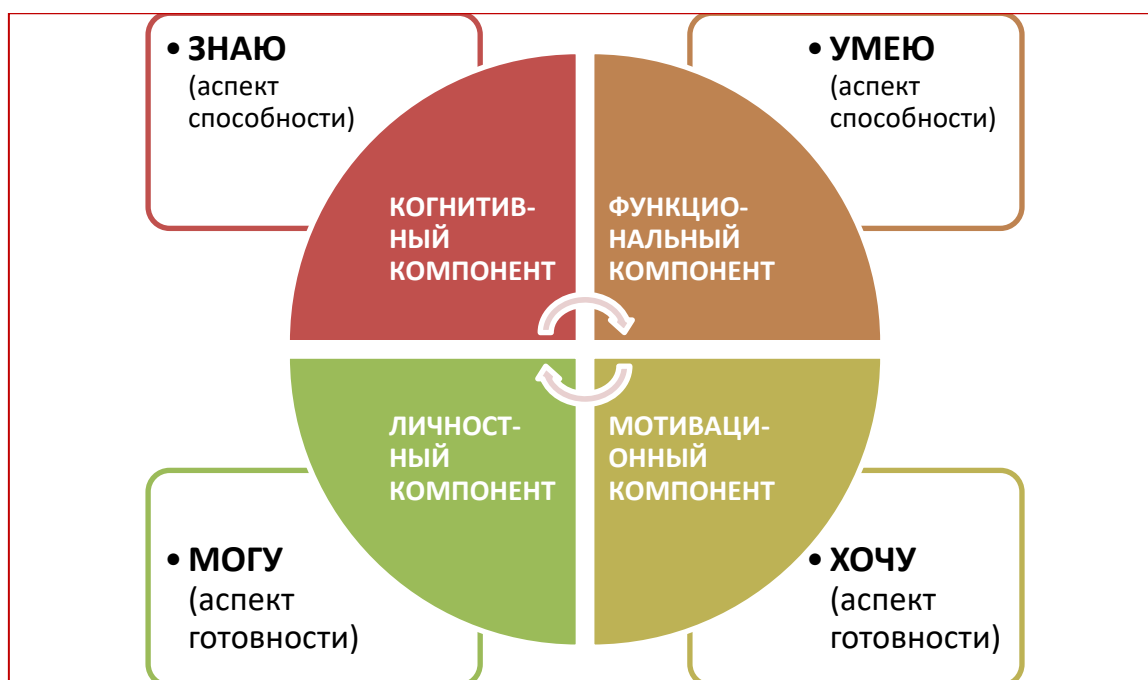 • ЗНАЮ
(аспект
способности)
• УМЕЮ
(аспект
способности)
КОГНИТИВ-
НЫЙ
КОМПОНЕНТ
ФУНКЦИО-
НАЛЬНЫЙ
КОМПОНЕНТ
ЛИЧНОСТ-
НЫЙ
КОМПОНЕНТ
МОТИВАЦИ-
ОННЫЙ
КОМПОНЕНТ
• МОГУ
(аспект
готовности)
• ХОЧУ
(аспект
готовности)